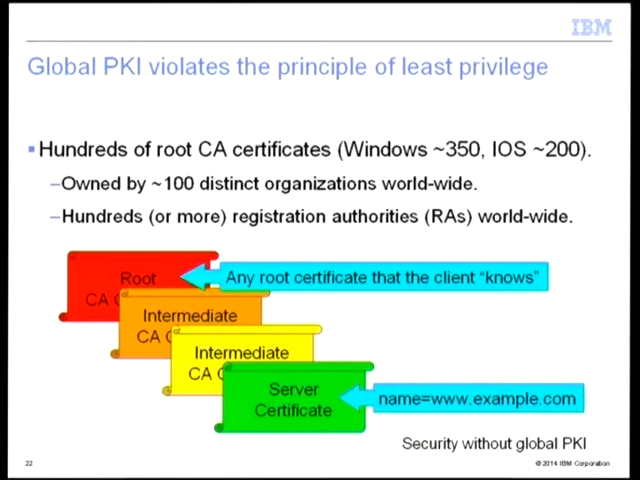 IBM
Global PKI violates the principle of least privilege
Hundreds of root CA certificates (Windows ~350, IOS ~200).
–Owned by ~100 distinct organizations world-wide.
–Hundreds (or more) registration authorities (RAs) world-wide.
Root
CA C
Any root certificate that the client “knows”
Intermediate
CA C
Intermediate
CA C
Server
Certificate
name=www.example.com
Security without global PKI
22
© 2014 IBM Corporation